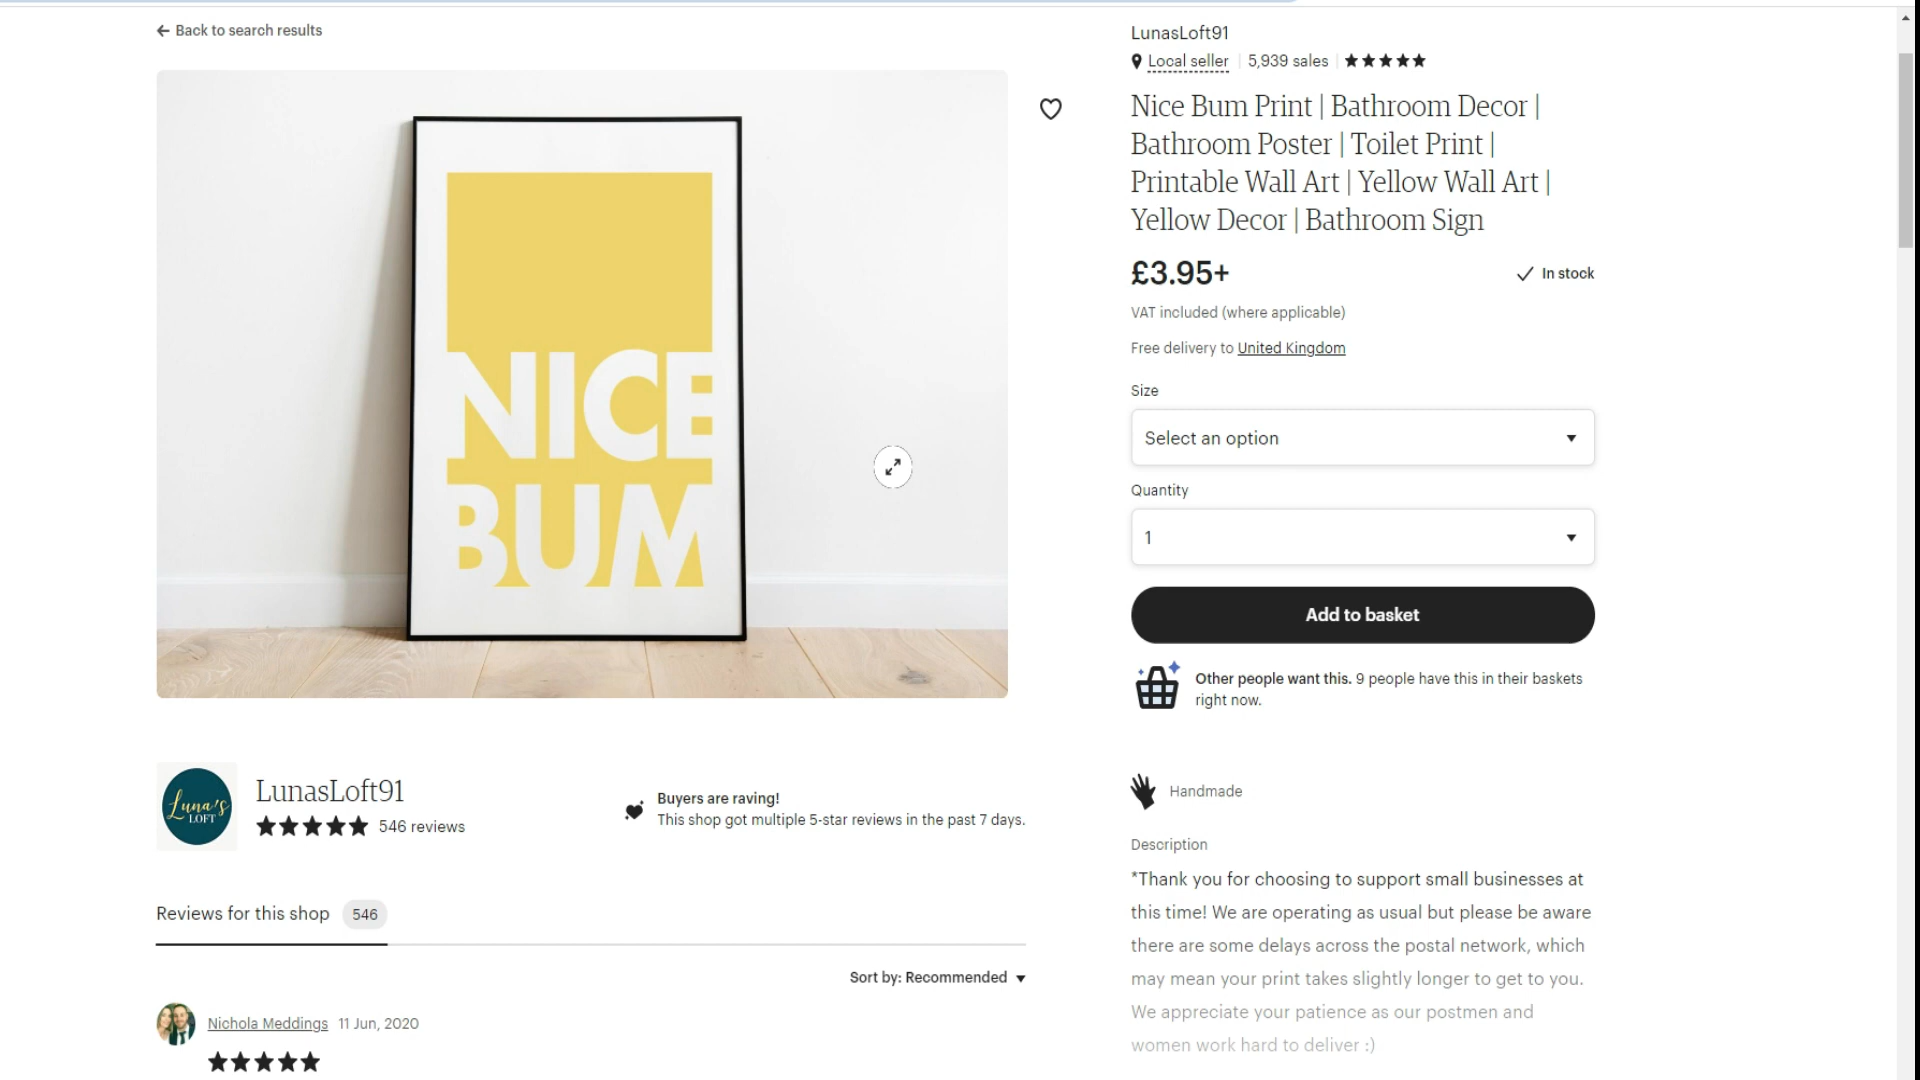 Back to search results
NICE
BUM
LunasLoft91
Local seller
5,939 sales
Nice Bum Print | Bathroom Decor |
Bathroom Poster | Toilet Print |
Printable Wall Art | Yellow Wall Art |
Yellow Decor | Bathroom Sign
£3.95+
In stock
VAT included (where applicable)
Free delivery to United Kingdom
Size
Select an option
Quantity
1
Add to basket
Other people want this. 9 people have this in their baskets
right now.
Handmade
Description
*Thank you for choosing to support small businesses at
this time! We are operating as usual but please be aware
there are some delays across the postal network, which
may mean your print takes slightly longer to get to you.
We appreciate your patience as our postmen and
women work hard to deliver :)
Luna's
LOFT
LunasLoft91
546 reviews
Buyers are raving!
This shop got multiple 5-star reviews in the past 7 days.
Reviews for this shop 546
Sort by: Recommended
Nichola Meddings 11 Jun, 2020